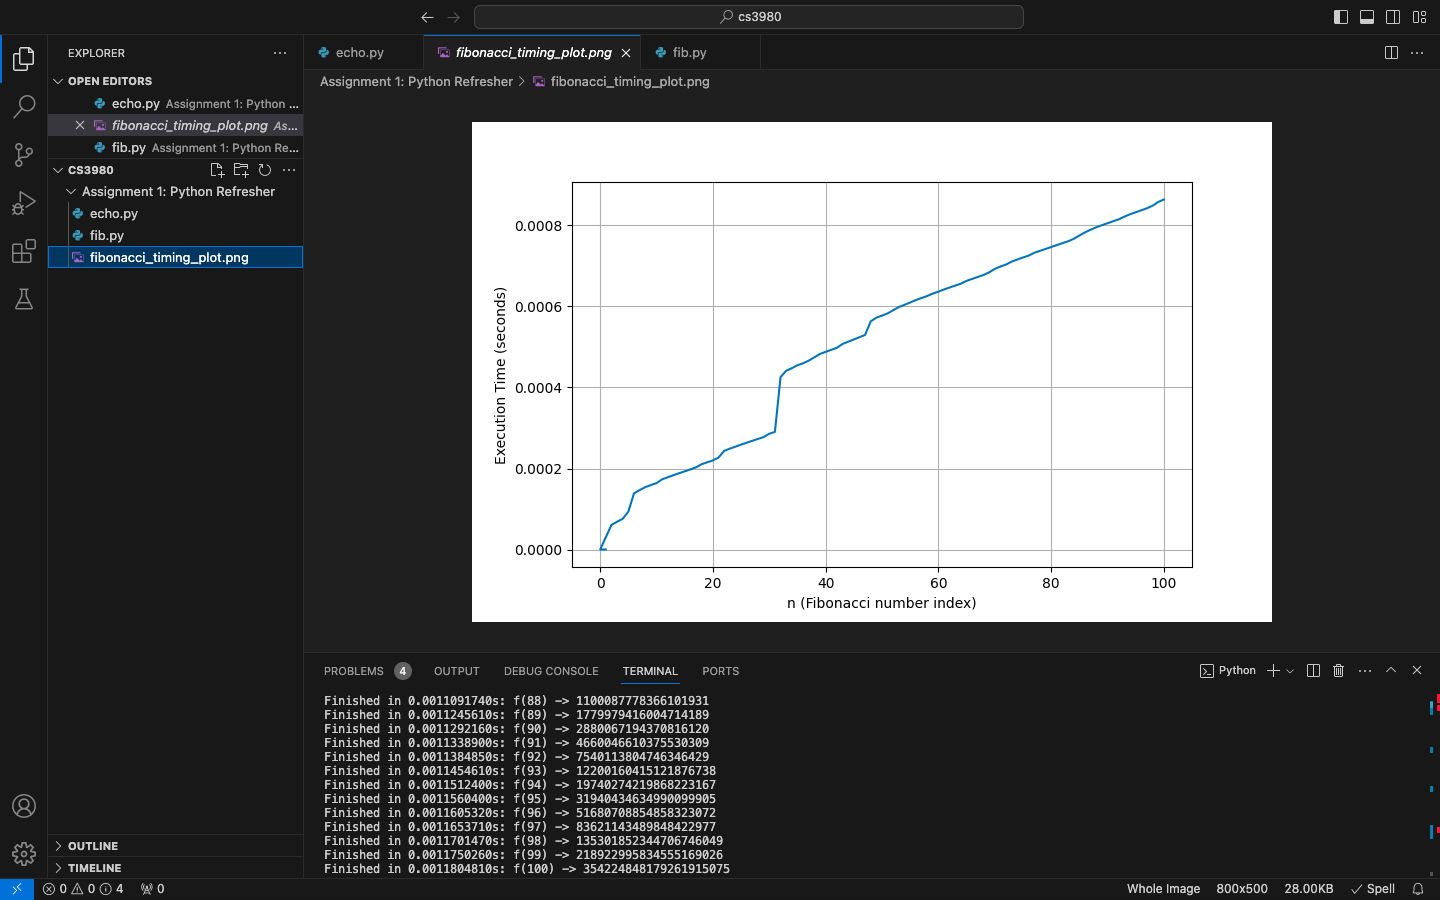 cs3980
EXPLORER
OPEN EDITORS
echo.py Assignment 1: Python ...
fibonacci_timing_plot.png As...
fib.py Assignment 1: Python Re...
CS3980
Assignment 1: Python Refresher
echo.py
fib.py
fibonacci_timing_plot.png
OUTLINE
TIMELINE
echo.py
fibonacci_timing_plot.png
fib.py
Assignment 1: Python Refresher > fibonacci_timing_plot.png
Execution Time (seconds)
0.0008
0.0006
0.0004
0.0002
0.0000
0 20 40 60 80 100
n (Fibonacci number index)
PROBLEMS 4 OUTPUT DEBUG CONSOLE TERMINAL PORTS
Python
Finished in 0.0011091740s: f(88) -> 1100087778366101931
Finished in 0.0011245610s: f(89) -> 1779979416004714189
Finished in 0.0011292160s: f(90) -> 2880067194370816120
Finished in 0.0011338900s: f(91) -> 4660046610375530309
Finished in 0.0011384850s: f(92) -> 7540113804746346429
Finished in 0.0011454610s: f(93) -> 12200160415121876738
Finished in 0.0011512400s: f(94) -> 19740274219868223167
Finished in 0.0011560400s: f(95) -> 31940434634990099905
Finished in 0.0011605320s: f(96) -> 51680708854858323072
Finished in 0.0011653710s: f(97) -> 83621143489848422977
Finished in 0.0011701470s: f(98) -> 135301852344706746049
Finished in 0.0011750260s: f(99) -> 218922995834555169026
Finished in 0.0011804810s: f(100) -> 354224848179261915075
0 0 4 0
Whole Image 800x500 28.00KB Spell